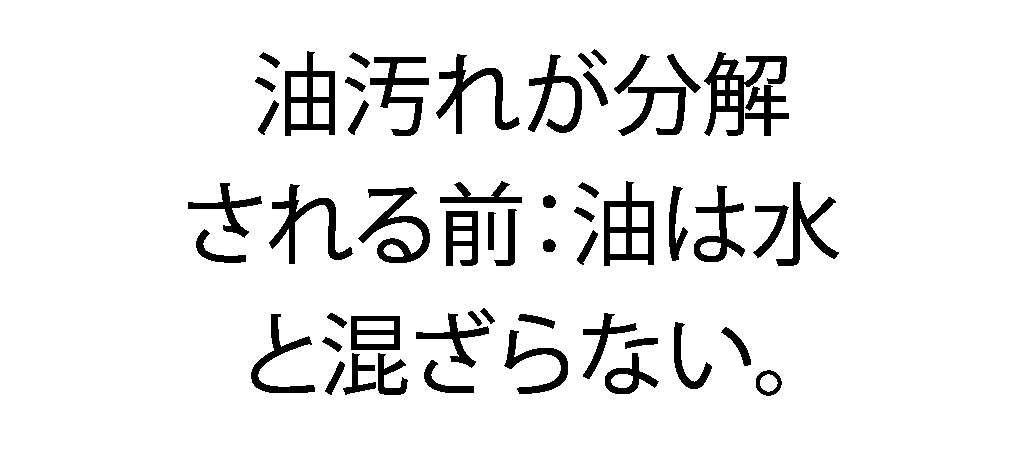 油汚れが分解
される前：油は水
と混ざらない。